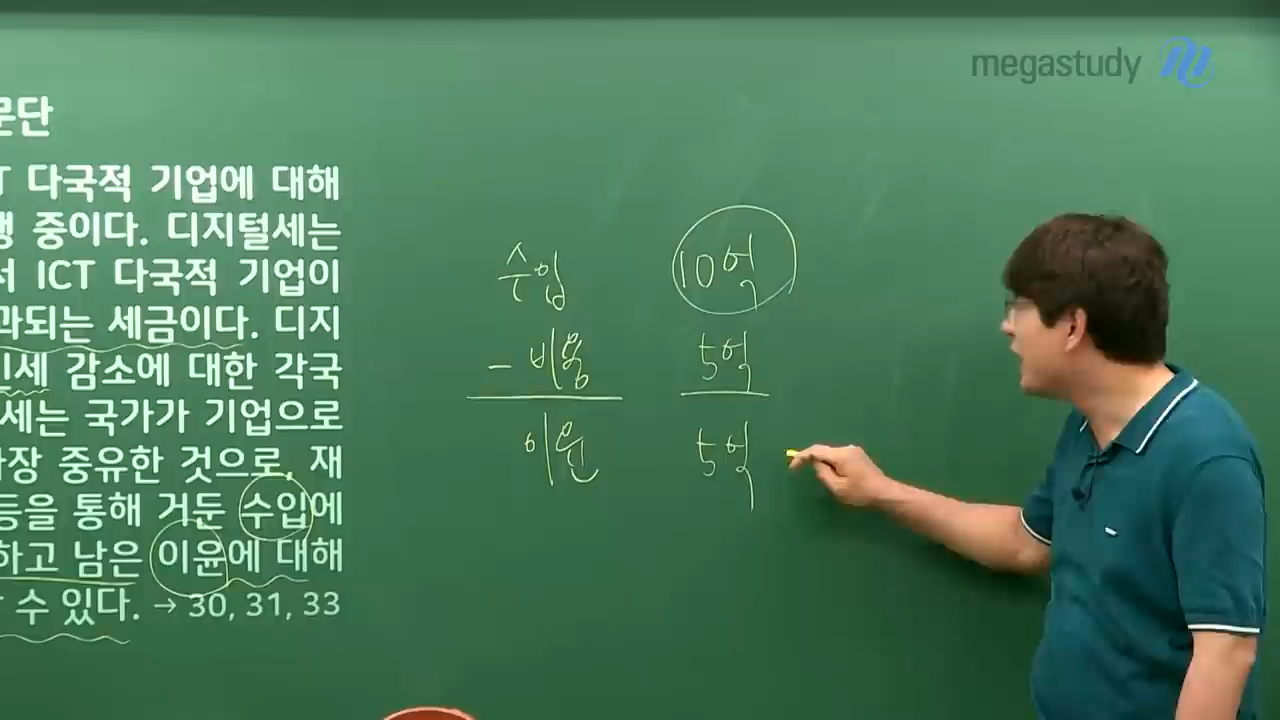 megastudy
문단
T 다국적 기업에 대해
행 중이다. 디지털세는
서 ICT 다국적 기업이
과되는 세금이다. 디지
인세 감소에 대한 각국
세는 국가가 기업으로
장 중유한 것으로, 재
등을 통해 거둔 수입에
하고 남은 이윤에 대해
수 있다. → 30, 31, 33
수입 10억
- 비용 5억
이윤 5억